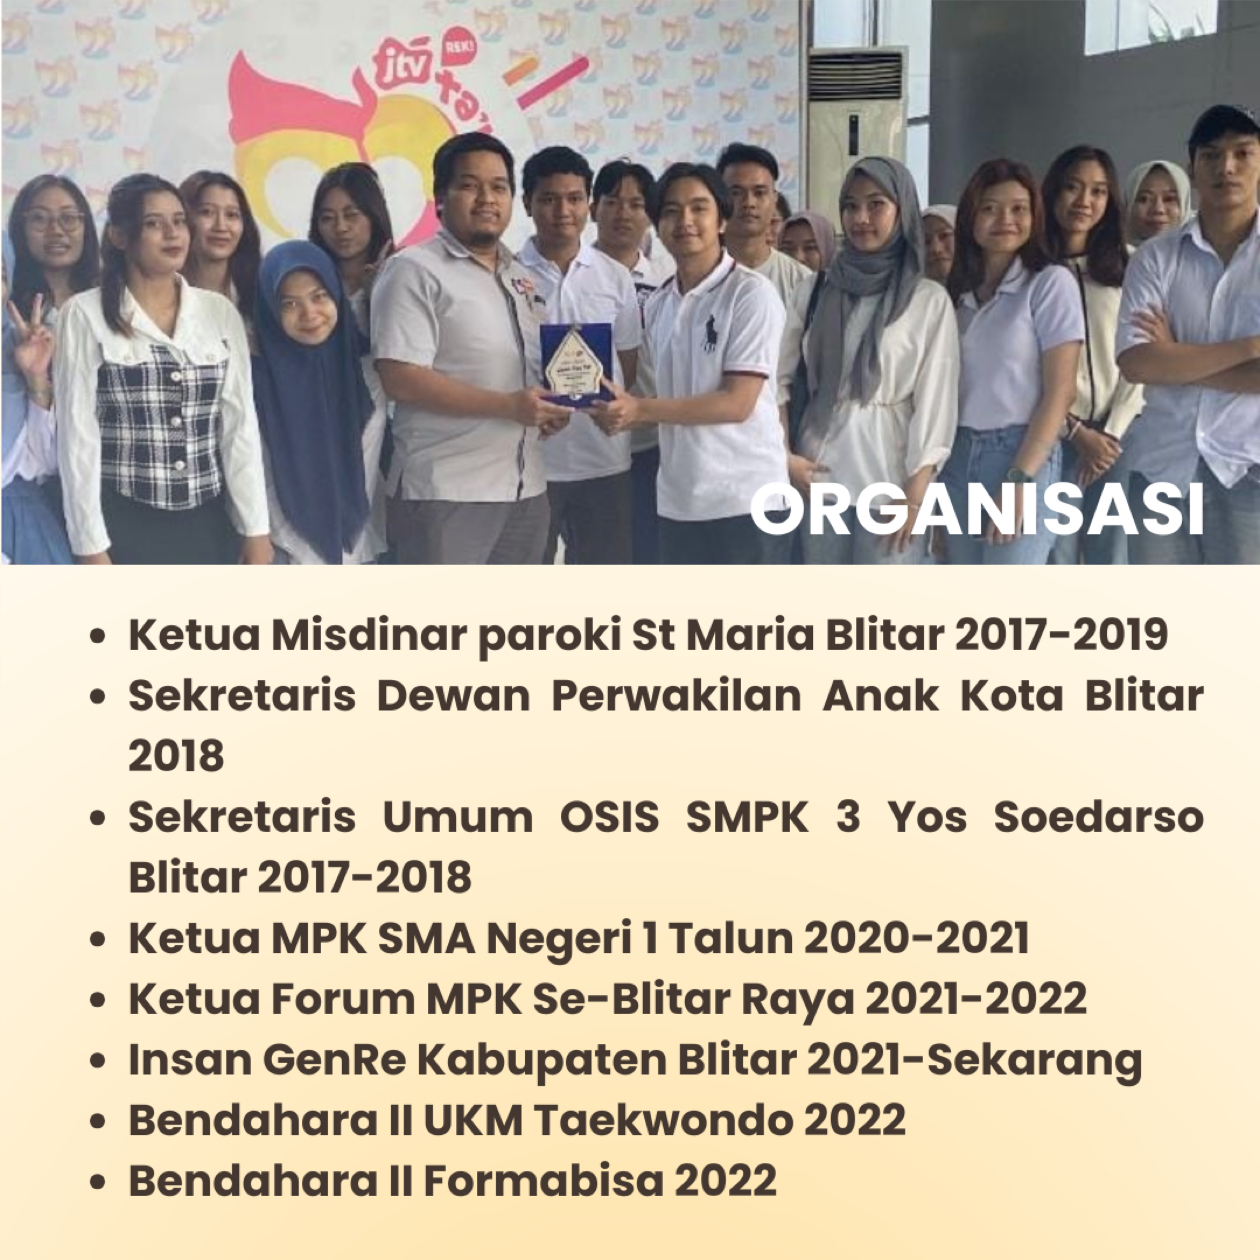 jtv
REK!
ORGANISASI
• Ketua Misdinar paroki St Maria Blitar 2017-2019
• Sekretaris Dewan Perwakilan Anak Kota Blitar
2018
• Sekretaris Umum OSIS SMPK 3 Yos Soedarso
Blitar 2017-2018
• Ketua MPK SMA Negeri 1 Talun 2020-2021
• Ketua Forum MPK Se-Blitar Raya 2021-2022
• Insan GenRe Kabupaten Blitar 2021-Sekarang
• Bendahara II UKM Taekwondo 2022
• Bendahara II Formabisa 2022